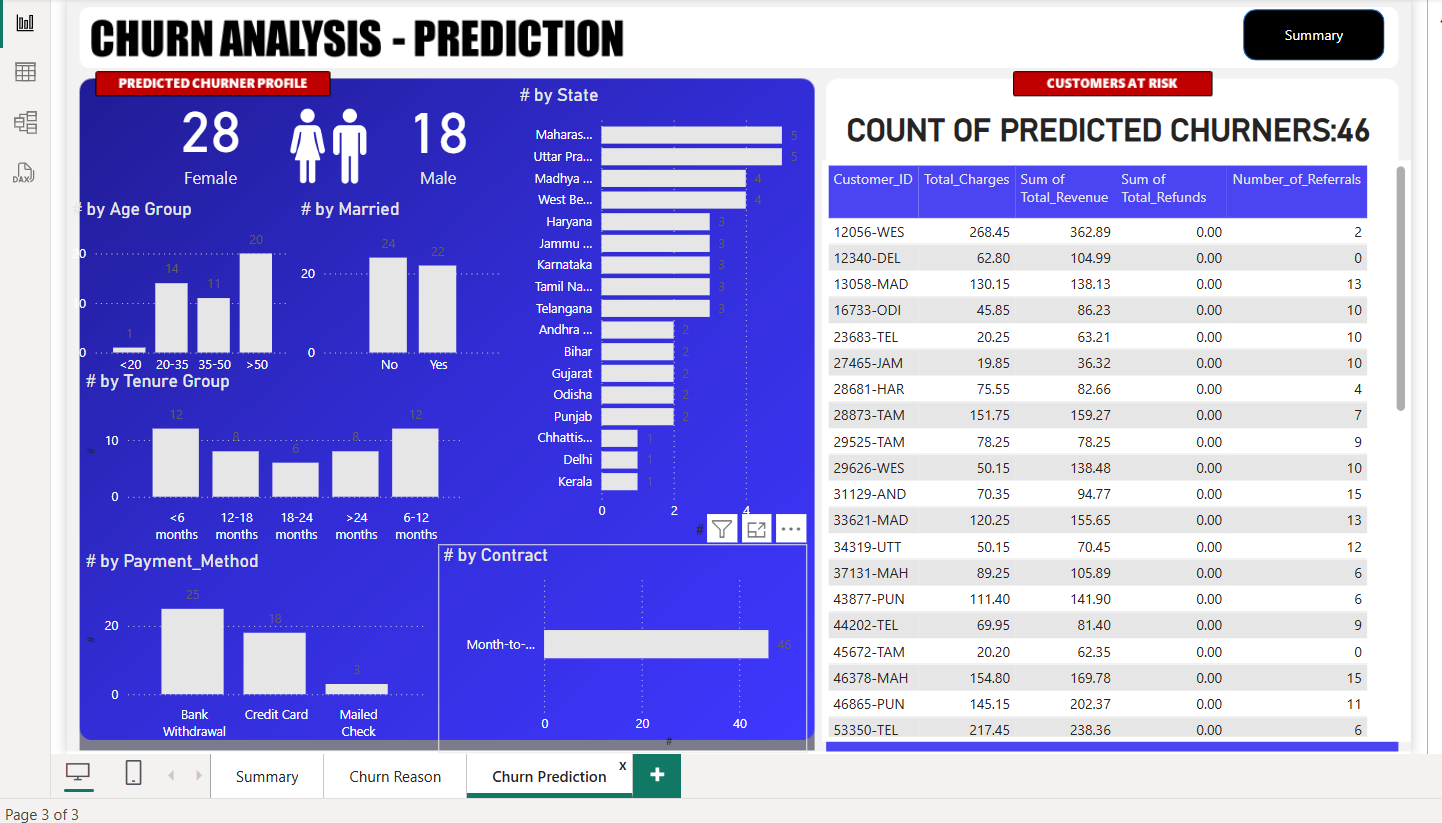 CHURN ANALYSIS - PREDICTION
Summary
PREDICTED CHURNER PROFILE
28
Female
18
Male
# by Age Group
20
0
0
1
14
11
20
<20 20-35 35-50 >50
# by Married
20
0
24
22
No Yes
# by Tenure Group
10
0
12
8
6
8
12
<6 months
12-18 months
18-24 months
>24 months
6-12 months
#
# by Payment_Method
20
0
25
18
3
Bank Withdrawal
Credit Card
Mailed Check
#
# by State
Maharas... 5
Uttar Pra... 5
Madhya ... 4
West Be... 4
Haryana 3
Jammu ... 3
Karnataka 3
Tamil Na... 3
Telangana 3
Andhra ... 2
Bihar 2
Gujarat 2
Odisha 2
Punjab 2
Chhattis... 1
Delhi 1
Kerala 1
0 2 4
#
# by Contract
Month-to-... 46
0 20 40
#
CUSTOMERS AT RISK
COUNT OF PREDICTED CHURNERS:46
Customer_ID Total_Charges Sum of Total_Revenue Sum of Total_Refunds Number_of_Referrals
12056-WES 268.45 362.89 0.00 2
12340-DEL 62.80 104.99 0.00 0
13058-MAD 130.15 138.13 0.00 13
16733-ODI 45.85 86.23 0.00 10
23683-TEL 20.25 63.21 0.00 10
27465-JAM 19.85 36.32 0.00 10
28681-HAR 75.55 82.66 0.00 4
28873-TAM 151.75 159.27 0.00 7
29525-TAM 78.25 78.25 0.00 9
29626-WES 50.15 138.48 0.00 10
31129-AND 70.35 94.77 0.00 15
33621-MAD 120.25 155.65 0.00 13
34319-UTT 50.15 70.45 0.00 12
37131-MAH 89.25 105.89 0.00 6
43877-PUN 111.40 141.90 0.00 6
44202-TEL 69.95 81.40 0.00 9
45672-TAM 20.20 62.35 0.00 0
46378-MAH 154.80 169.78 0.00 15
46865-PUN 145.15 202.37 0.00 11
53350-TEL 217.45 238.36 0.00 6
DAX
Summary
Churn Reason
Churn Prediction x
+
Page 3 of 3